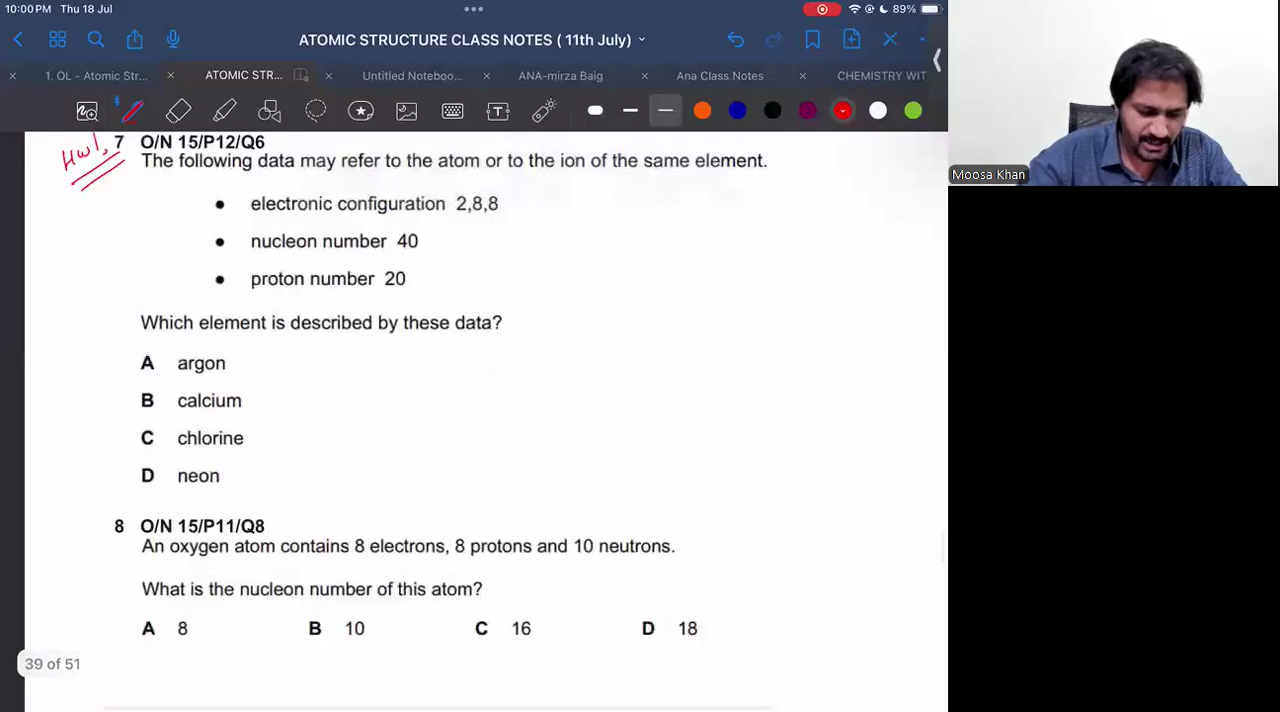 10:00 PM Thu 18 Jul
89%
ATOMIC STRUCTURE CLASS NOTES ( 11th July)
1. OL - Atomic Str...
ATOMIC STR...
Untitled Noteboo...
ANA-mirza Baig
Ana Class Notes
CHEMISTRY WIT
Moosa Khan
HW1.
7 O/N 15/P12/Q6
The following data may refer to the atom or to the ion of the same element.
• electronic configuration 2,8,8
• nucleon number 40
• proton number 20
Which element is described by these data?
A argon
B calcium
C chlorine
D neon
8 O/N 15/P11/Q8
An oxygen atom contains 8 electrons, 8 protons and 10 neutrons.
What is the nucleon number of this atom?
A 8 B 10 C 16 D 18
39 of 51